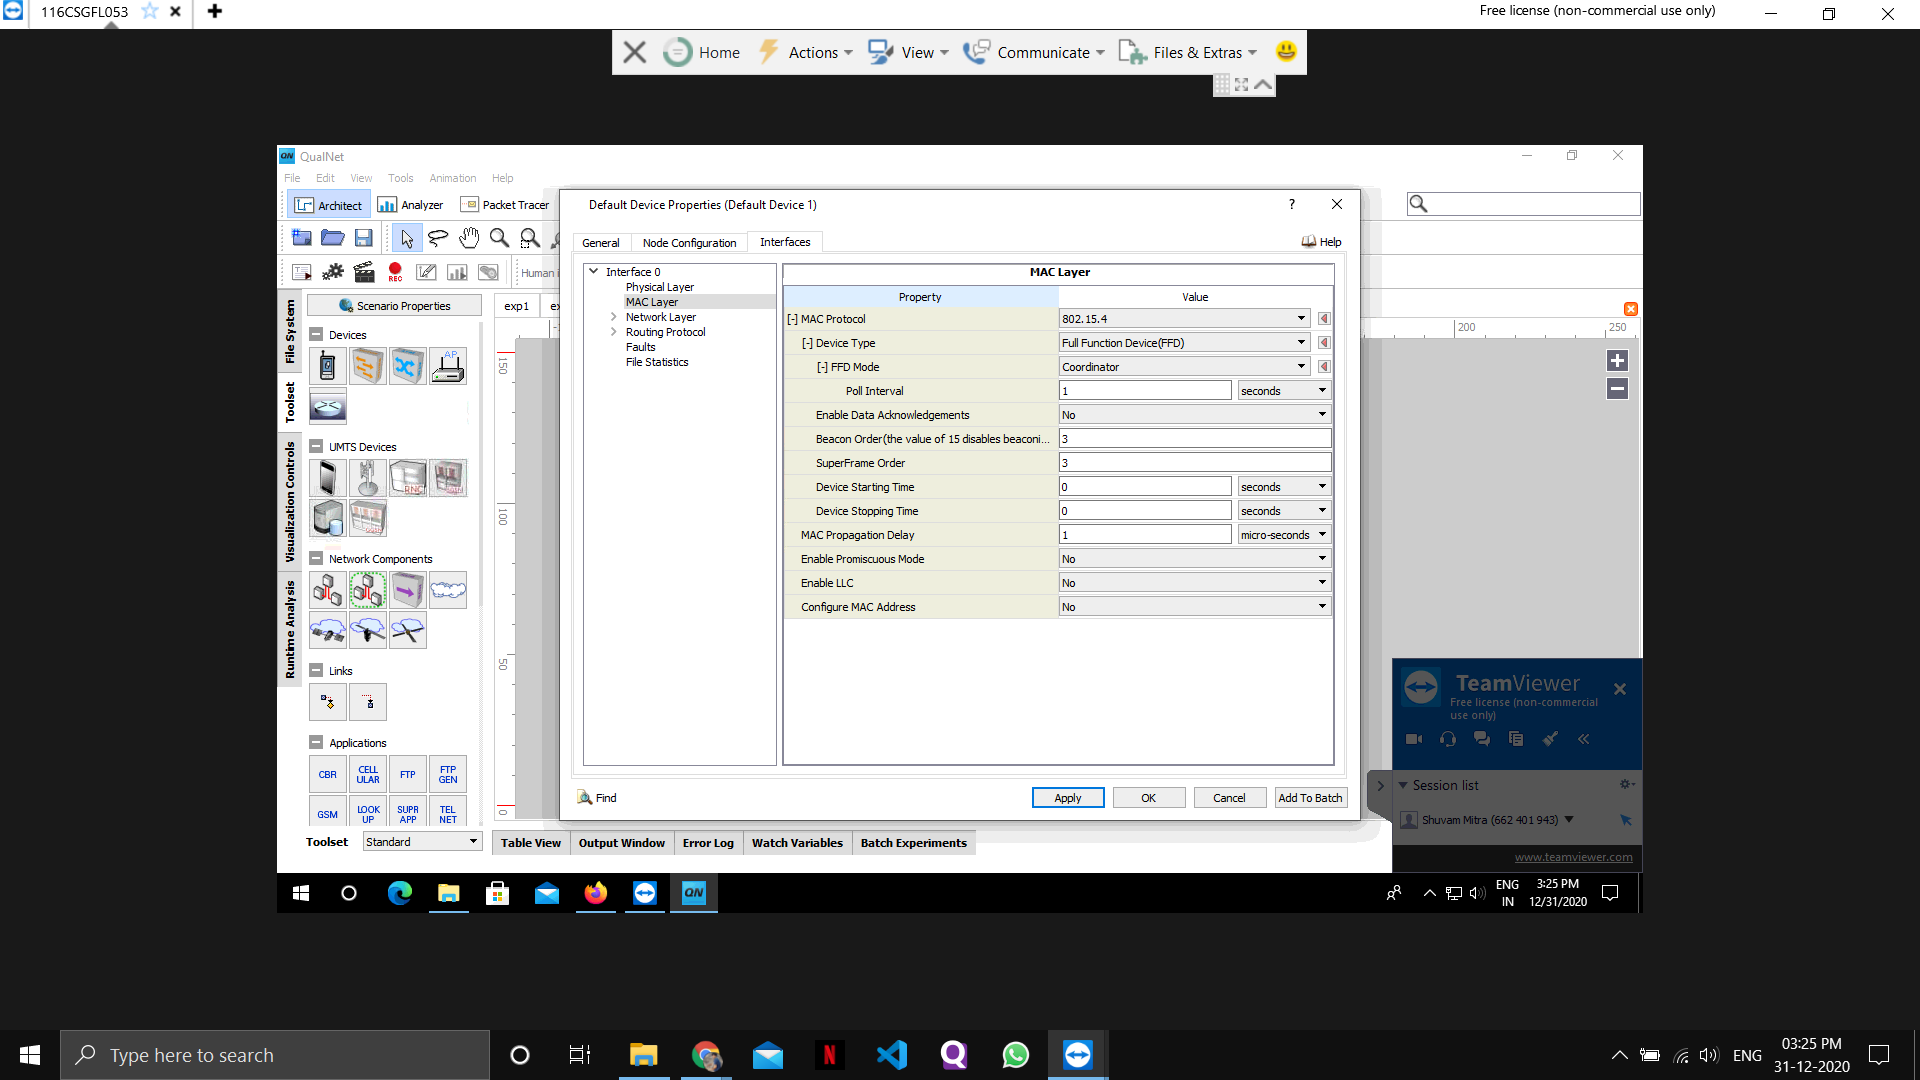 116CSGFL053
Free license (non-commercial use only)
Home
Actions
View
Communicate
Files & Extras
QN QualNet
File Edit View Tools Animation Help
Architect
Analyzer
Packet Tracer
REC
Human i
File System
Toolset
Visualization Controls
Runtime Analysis
Scenario Properties
Devices
AP
UMTS Devices
RNC
Network Components
Links
Applications
CBR
CELL ULAR
FTP
FTP GEN
GSM
LOOK UP
SUPR APP
TEL NET
Toolset Standard
exp1
150
100
50
0
200
250
Default Device Properties (Default Device 1)
?
General
Node Configuration
Interfaces
Help
Interface 0
Physical Layer
MAC Layer
Network Layer
Routing Protocol
Faults
File Statistics
MAC Layer
Property Value
[-] MAC Protocol 802.15.4
[-] Device Type Full Function Device(FFD)
[-] FFD Mode Coordinator
Poll Interval 1 seconds
Enable Data Acknowledgements No
Beacon Order(the value of 15 disables beaconi... 3
SuperFrame Order 3
Device Starting Time 0 seconds
Device Stopping Time 0 seconds
MAC Propagation Delay 1 micro-seconds
Enable Promiscuous Mode No
Enable LLC No
Configure MAC Address No
Find
Apply
OK
Cancel
Add To Batch
Table View
Output Window
Error Log
Watch Variables
Batch Experiments
TeamViewer
Free license (non-commercial
use only)
Session list
Shuvam Mitra (662 401 943)
www.teamviewer.com
QN
ENG
IN
3:25 PM
12/31/2020
Type here to search
N
ENG
03:25 PM
31-12-2020